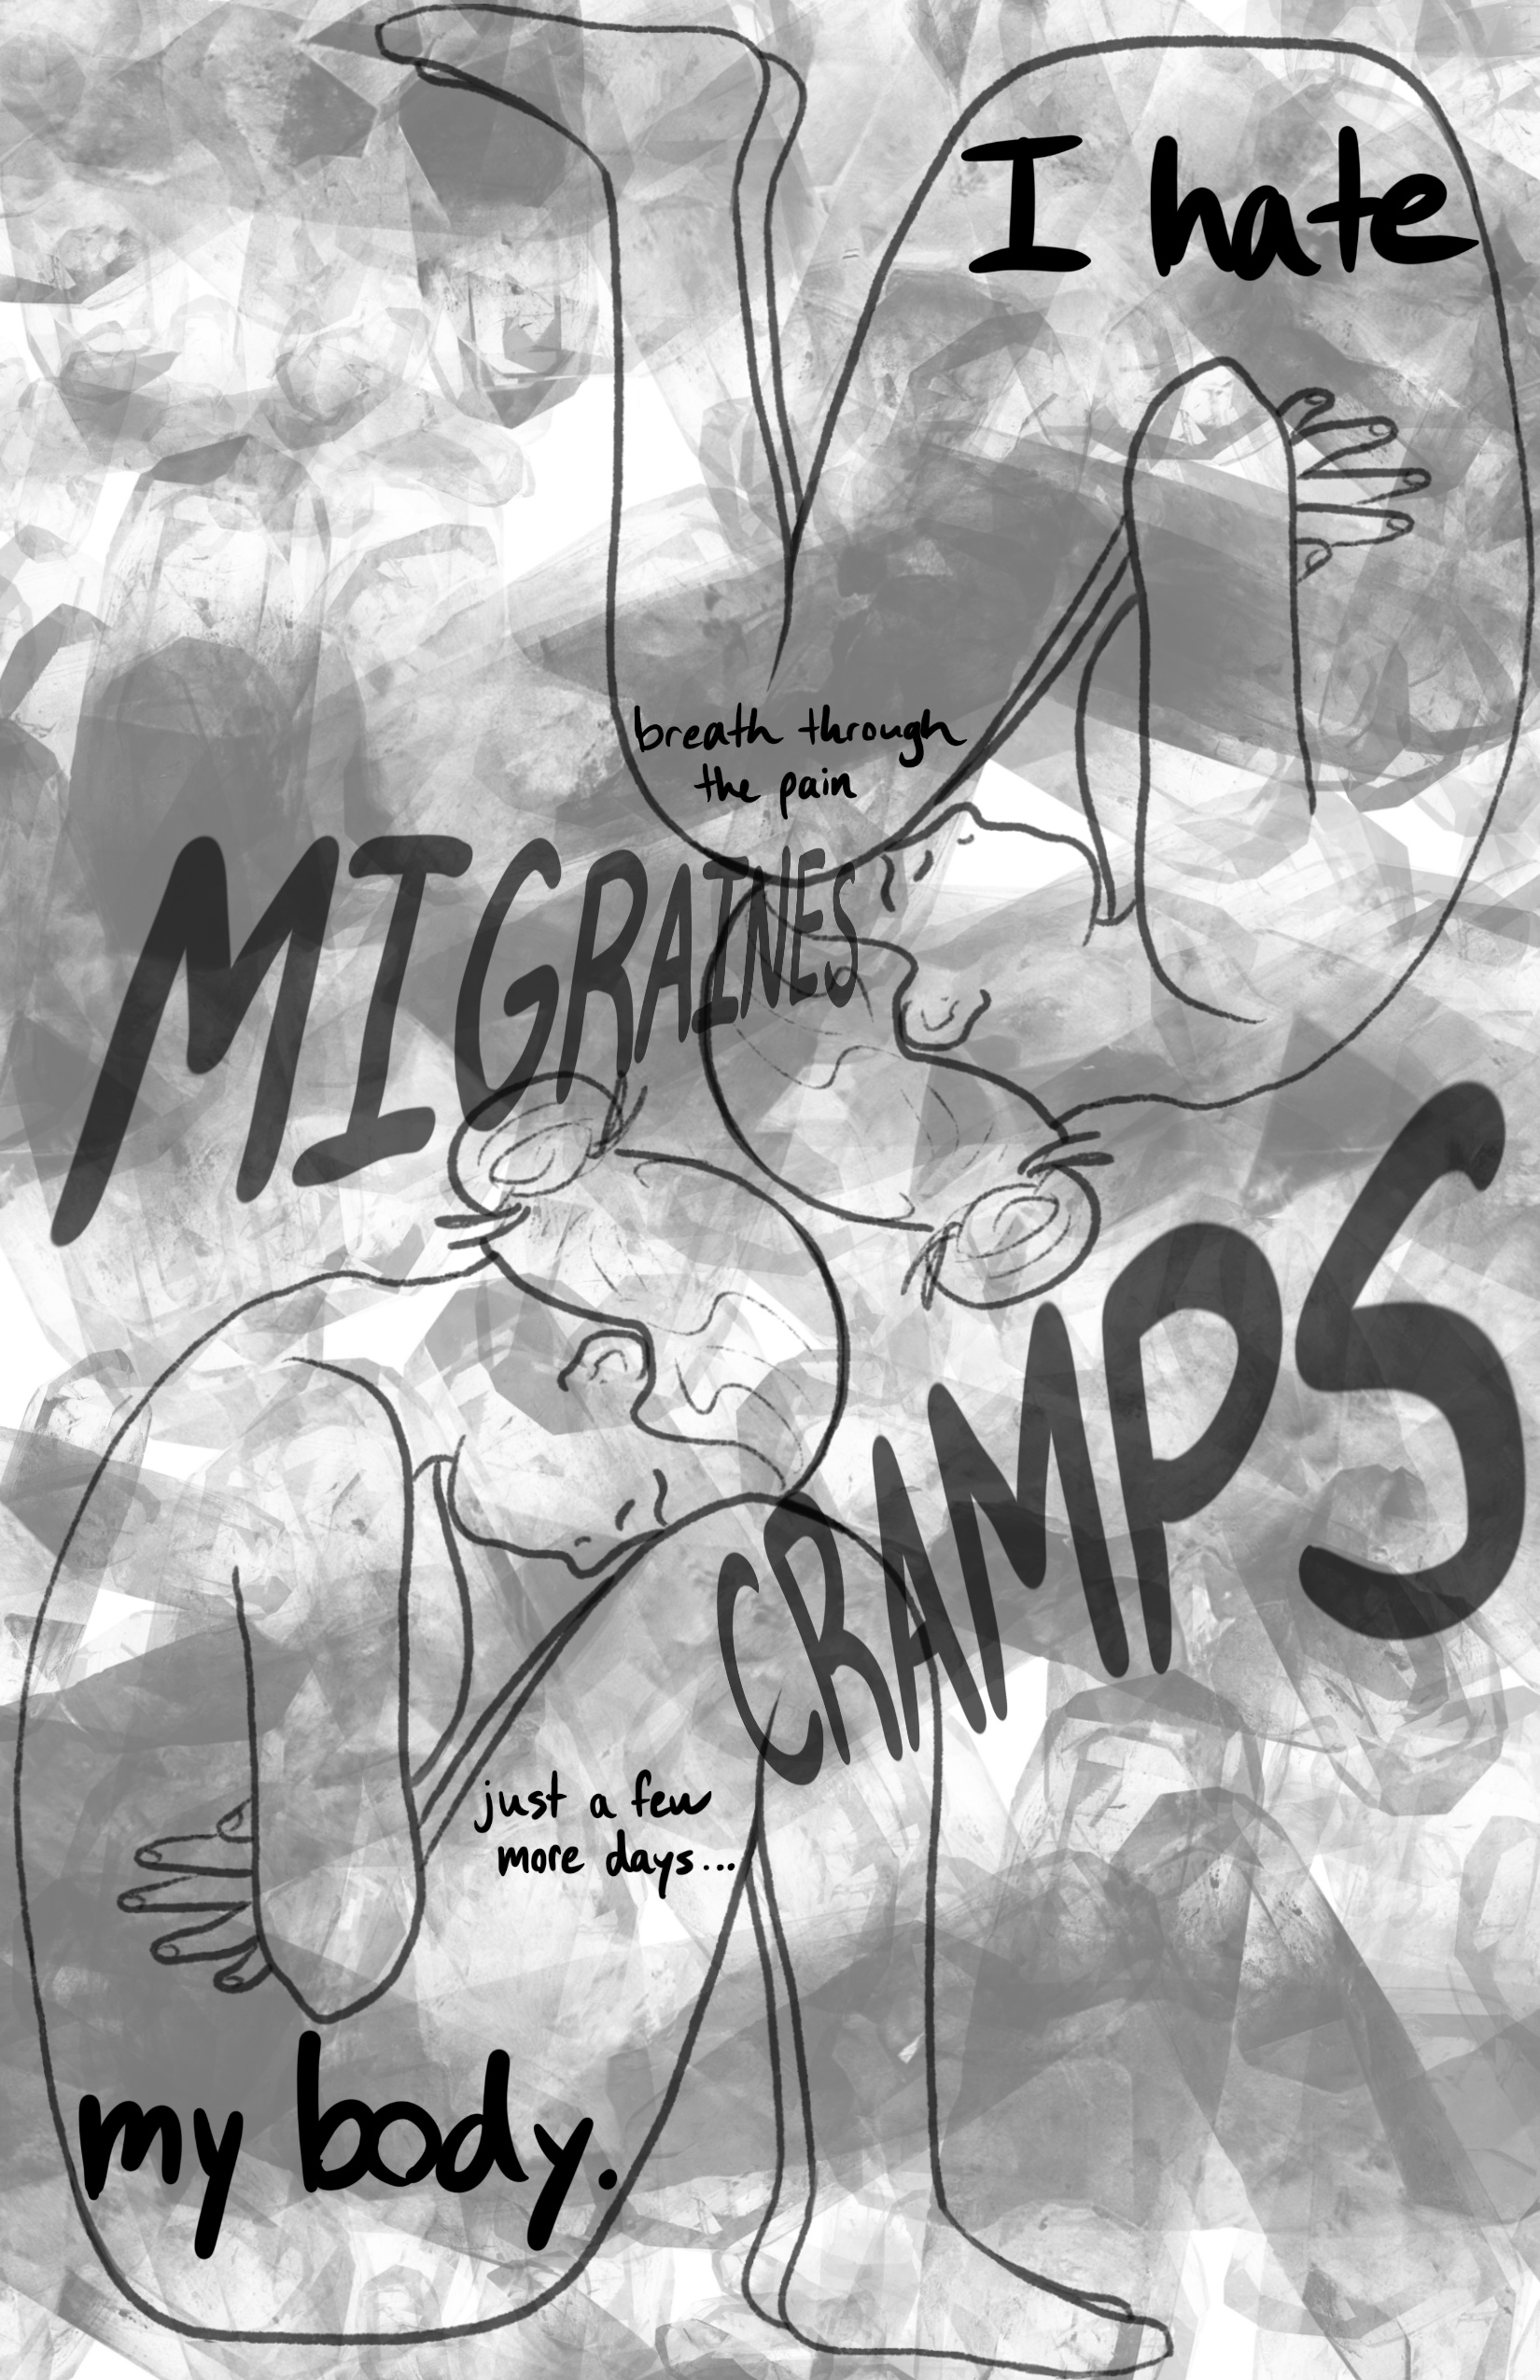 I hate
breath through
the pain
MIGRAINES
CRAMPS
just a few
more days...
my body.